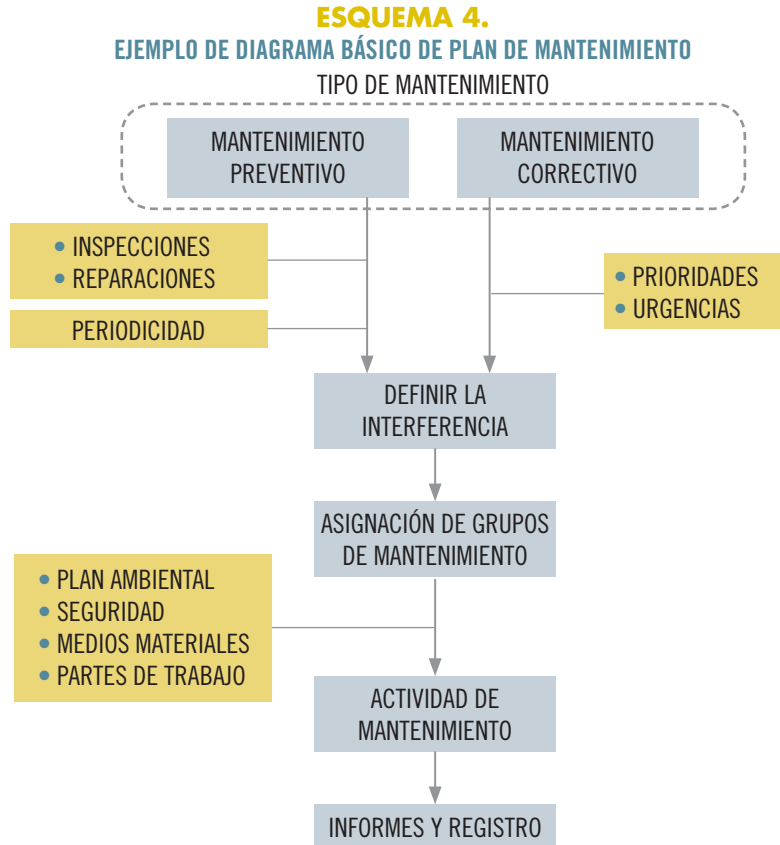 ESQUEMA 4.
EJEMPLO DE DIAGRAMA BÁSICO DE PLAN DE MANTENIMIENTO
TIPO DE MANTENIMIENTO
MANTENIMIENTO
PREVENTIVO
MANTENIMIENTO
CORRECTIVO
• INSPECCIONES
• REPARACIONES
PERIODICIDAD
• PRIORIDADES
• URGENCIAS
DEFINIR LA
INTERFERENCIA
ASIGNACIÓN DE GRUPOS
DE MANTENIMIENTO
• PLAN AMBIENTAL
• SEGURIDAD
• MEDIOS MATERIALES
• PARTES DE TRABAJO
ACTIVIDAD DE
MANTENIMIENTO
INFORMES Y REGISTRO